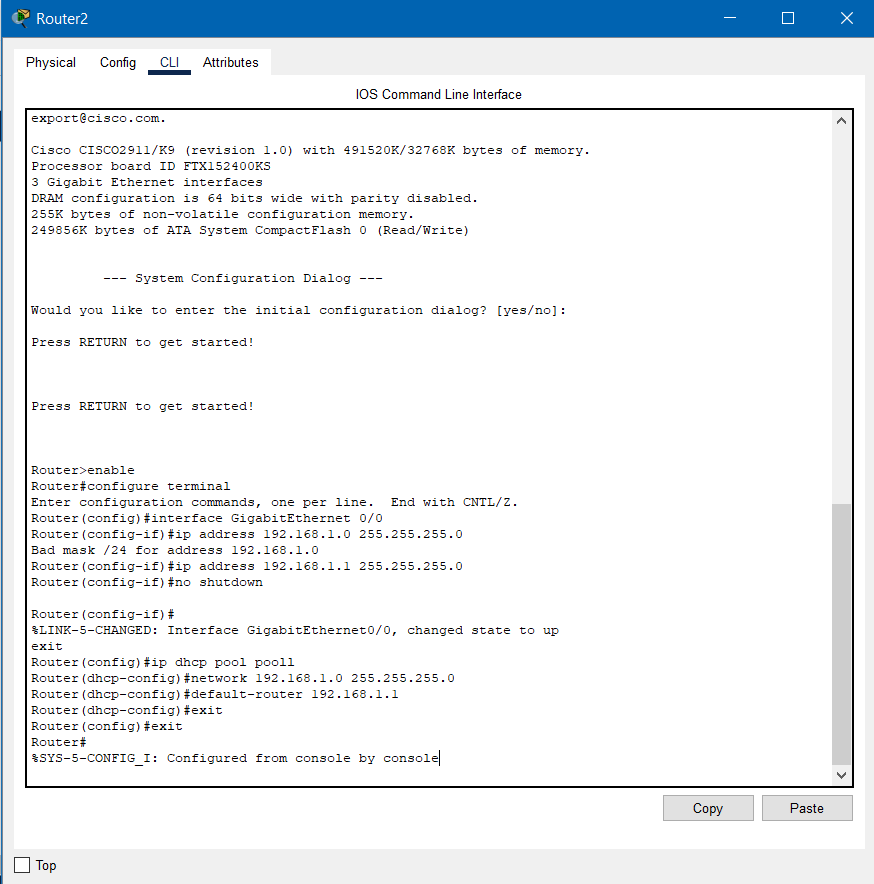 Router2
Physical Config CLI Attributes
IOS Command Line Interface
export@cisco.com.
Cisco CISCO2911/K9 (revision 1.0) with 491520K/32768K bytes of memory.
Processor board ID FTX152400KS
3 Gigabit Ethernet interfaces
DRAM configuration is 64 bits wide with parity disabled.
255K bytes of non-volatile configuration memory.
249856K bytes of ATA System CompactFlash 0 (Read/Write)
--- System Configuration Dialog ---
Would you like to enter the initial configuration dialog? [yes/no]:
Press RETURN to get started!
Press RETURN to get started!
Router>enable
Router#configure terminal
Enter configuration commands, one per line.  End with CNTL/Z.
Router(config)#interface GigabitEthernet 0/0
Router(config-if)#ip address 192.168.1.0 255.255.255.0
Bad mask /24 for address 192.168.1.0
Router(config-if)#ip address 192.168.1.1 255.255.255.0
Router(config-if)#no shutdown
Router(config-if)#
%LINK-5-CHANGED: Interface GigabitEthernet0/0, changed state to up
exit
Router(config)#ip dhcp pool pool1
Router(dhcp-config)#network 192.168.1.0 255.255.255.0
Router(dhcp-config)#default-router 192.168.1.1
Router(dhcp-config)#exit
Router(config)#exit
Router#
%SYS-5-CONFIG_I: Configured from console by console
Copy Paste
Top